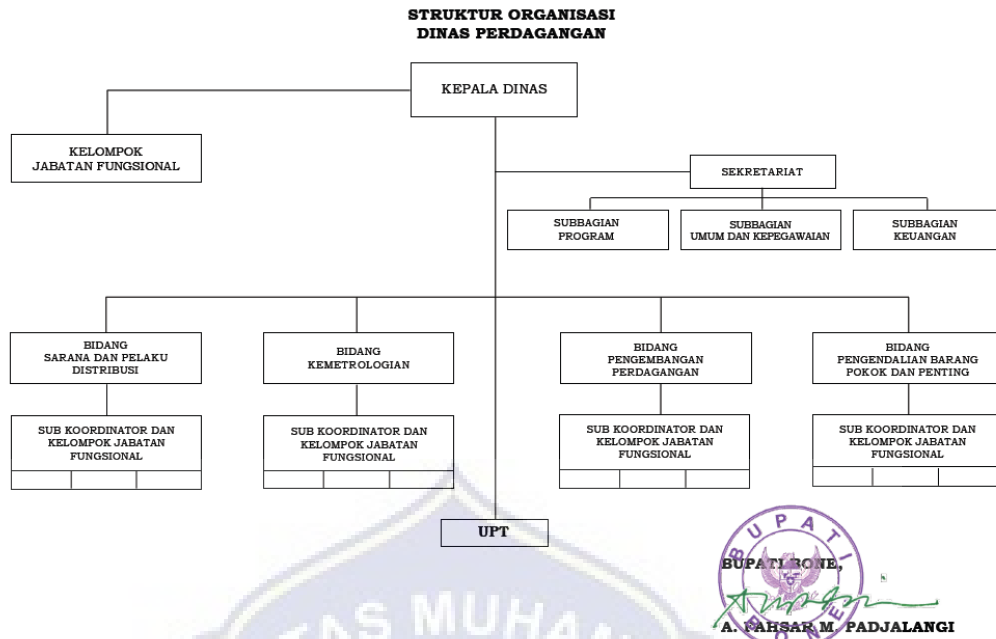 STRUKTUR ORGANISASI
DINAS PERDAGANGAN
KEPALA DINAS
KELOMPOK
JABATAN FUNGSIONAL
SEKRETARIAT
SUBBAGIAN
PROGRAM
SUBBAGIAN
UMUM DAN KEPEGAWAIAN
SUBBAGIAN
KEUANGAN
BIDANG
SARANA DAN PELAKU
DISTRIBUSI
BIDANG
KEMETROLOGIAN
BIDANG
PENGEMBANGAN
PERDAGANGAN
BIDANG
PENGENDALIAN BARANG
POKOK DAN PENTING
SUB KOORDINATOR DAN
KELOMPOK JABATAN
FUNGSIONAL
SUB KOORDINATOR DAN
KELOMPOK JABATAN
FUNGSIONAL
SUB KOORDINATOR DAN
KELOMPOK JABATAN
FUNGSIONAL
SUB KOORDINATOR DAN
KELOMPOK JABATAN
FUNGSIONAL
UPT
BUPATI
BUPATI BONE,
A. FAHSAR M. PADJALANGI
BONE